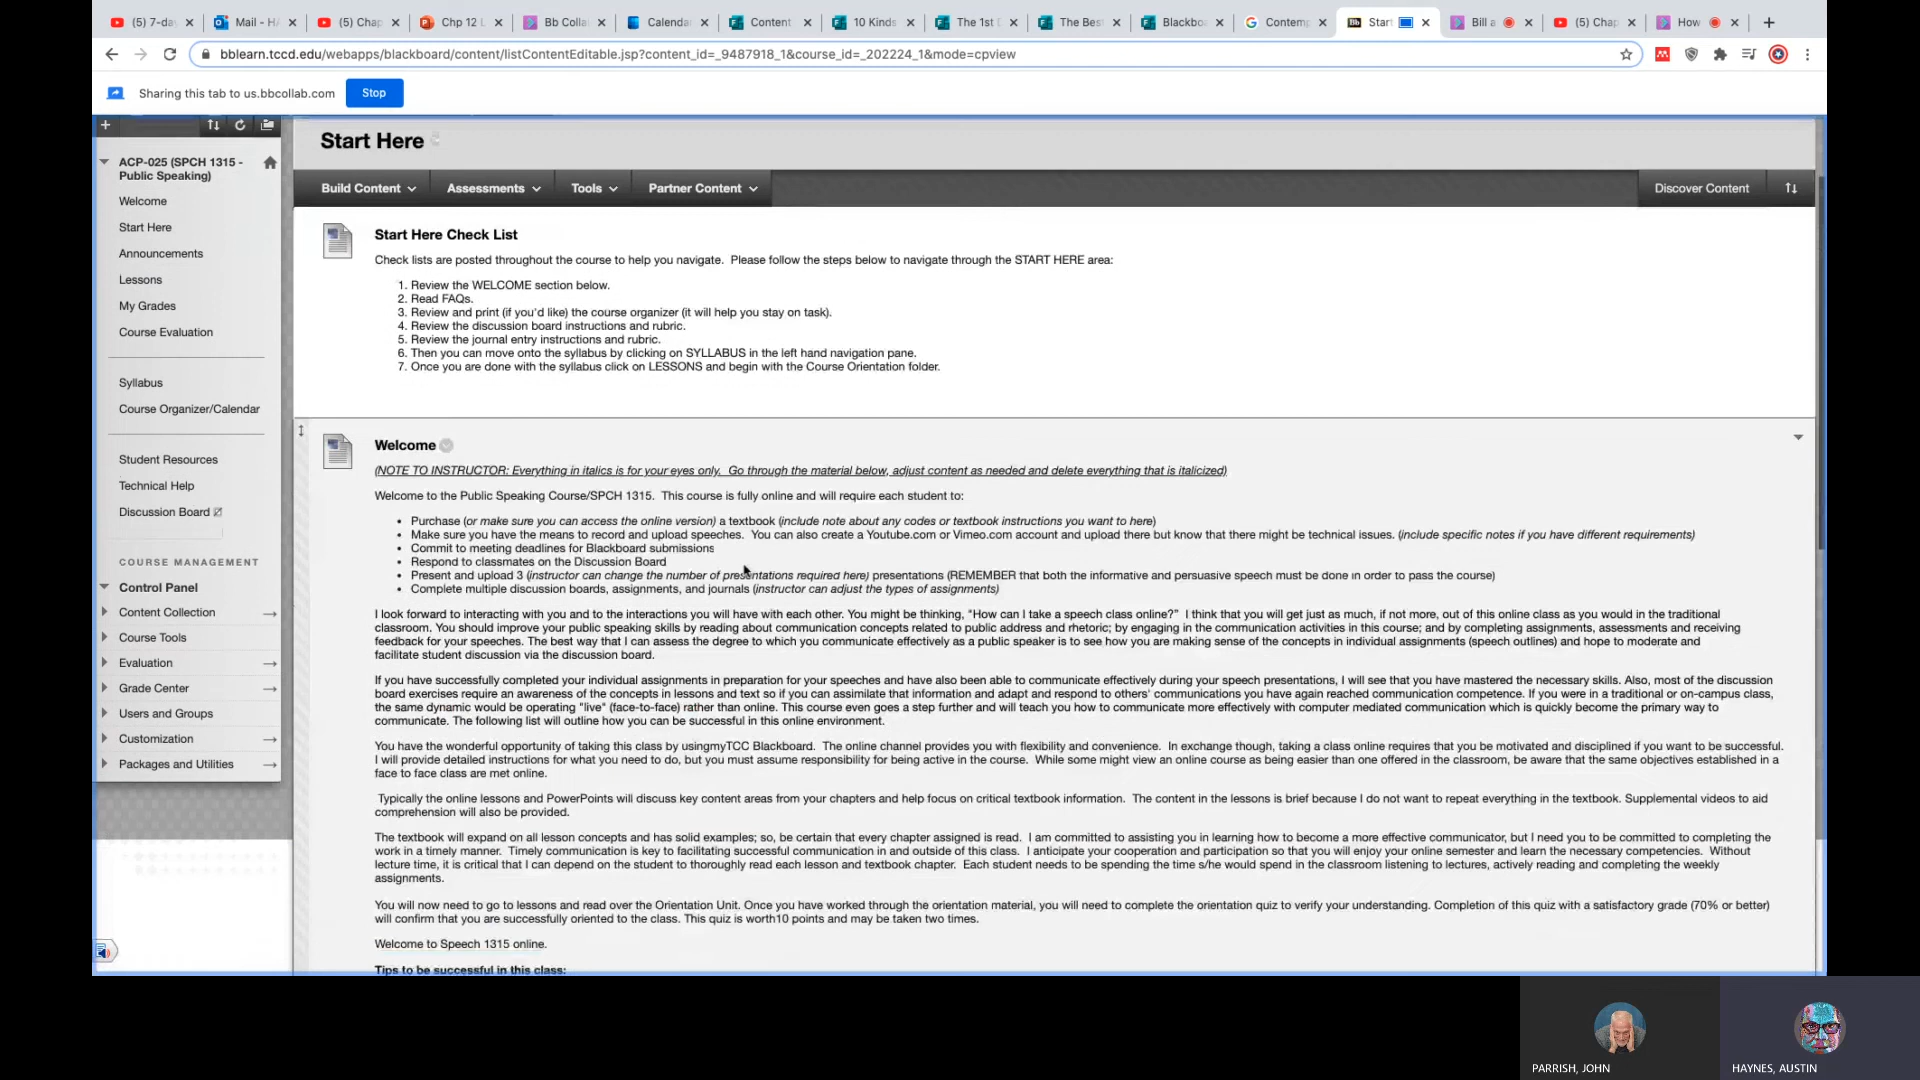 (5) 7-da
Mail - HA
(5) Chap
Chp 12 L
Bb Colla
Calenda
Content
10 Kinds
The 1st D
The Best
Blackbo
Contemp
Start
Bill a
(5) Chap
How
bblearn.tccd.edu/webapps/blackboard/content/listContentEditable.jsp?content_id=_9487918_1&course_id=_202224_1&mode=cpview
Sharing this tab to us.bbcollab.com
Stop
ACP-025 (SPCH 1315 -
Public Speaking)
Welcome
Start Here
Announcements
Lessons
My Grades
Course Evaluation
Syllabus
Course Organizer/Calendar
Student Resources
Technical Help
Discussion Board
COURSE MANAGEMENT
Control Panel
Content Collection
Course Tools
Evaluation
Grade Center
Users and Groups
Customization
Packages and Utilities
Start Here
Build Content
Assessments
Tools
Partner Content
Discover Content
Start Here Check List
Check lists are posted throughout the course to help you navigate.  Please follow the steps below to navigate through the START HERE area:
1. Review the WELCOME section below.
2. Read FAQs.
3. Review and print (if you'd like) the course organizer (it will help you stay on task).
4. Review the discussion board instructions and rubric.
5. Review the journal entry instructions and rubric.
6. Then you can move onto the syllabus by clicking on SYLLABUS in the left hand navigation pane.
7. Once you are done with the syllabus click on LESSONS and begin with the Course Orientation folder.
Welcome
(NOTE TO INSTRUCTOR: Everything in italics is for your eyes only.  Go through the material below, adjust content as needed and delete everything that is italicized)
Welcome to the Public Speaking Course/SPCH 1315.  This course is fully online and will require each student to:
• Purchase (or make sure you can access the online version) a textbook (include note about any codes or textbook instructions you want to here)
• Make sure you have the means to record and upload speeches.  You can also create a Youtube.com or Vimeo.com account and upload there but know that there might be technical issues. (include specific notes if you have different requirements)
• Commit to meeting deadlines for Blackboard submissions
• Respond to classmates on the Discussion Board
• Present and upload 3 (instructor can change the number of presentations required here) presentations (REMEMBER that both the informative and persuasive speech must be done in order to pass the course)
• Complete multiple discussion boards, assignments, and journals (instructor can adjust the types of assignments)
I look forward to interacting with you and to the interactions you will have with each other. You might be thinking, "How can I take a speech class online?"  I think that you will get just as much, if not more, out of this online class as you would in the traditional
classroom. You should improve your public speaking skills by reading about communication concepts related to public address and rhetoric; by engaging in the communication activities in this course; and by completing assignments, assessments and receiving
feedback for your speeches. The best way that I can assess the degree to which you communicate effectively as a public speaker is to see how you are making sense of the concepts in individual assignments (speech outlines) and hope to moderate and
facilitate student discussion via the discussion board.
If you have successfully completed your individual assignments in preparation for your speeches and have also been able to communicate effectively during your speech presentations, I will see that you have mastered the necessary skills. Also, most of the discussion
board exercises require an awareness of the concepts in lessons and text so if you can assimilate that information and adapt and respond to others' communications you have again reached communication competence. If you were in a traditional or on-campus class,
the same dynamic would be operating "live" (face-to-face) rather than online. This course even goes a step further and will teach you how to communicate more effectively with computer mediated communication which is quickly become the primary way to
communicate. The following list will outline how you can be successful in this online environment.
You have the wonderful opportunity of taking this class by usingmyTCC Blackboard.  The online channel provides you with flexibility and convenience.  In exchange though, taking a class online requires that you be motivated and disciplined if you want to be successful.
I will provide detailed instructions for what you need to do, but you must assume responsibility for being active in the course.  While some might view an online course as being easier than one offered in the classroom, be aware that the same objectives established in a
face to face class are met online.
Typically the online lessons and PowerPoints will discuss key content areas from your chapters and help focus on critical textbook information.  The content in the lessons is brief because I do not want to repeat everything in the textbook. Supplemental videos to aid
comprehension will also be provided.
The textbook will expand on all lesson concepts and has solid examples; so, be certain that every chapter assigned is read.  I am committed to assisting you in learning how to become a more effective communicator, but I need you to be committed to completing the
work in a timely manner.  Timely communication is key to facilitating successful communication in and outside of this class.  I anticipate your cooperation and participation so that you will enjoy your online semester and learn the necessary competencies.  Without
lecture time, it is critical that I can depend on the student to thoroughly read each lesson and textbook chapter.  Each student needs to be spending the time s/he would spend in the classroom listening to lectures, actively reading and completing the weekly
assignments.
You will now need to go to lessons and read over the Orientation Unit. Once you have worked through the orientation material, you will need to complete the orientation quiz to verify your understanding. Completion of this quiz with a satisfactory grade (70% or better)
will confirm that you are successfully oriented to the class. This quiz is worth10 points and may be taken two times.
Welcome to Speech 1315 online.
Tips to be successful in this class:
PARRISH, JOHN
HAYNES, AUSTIN